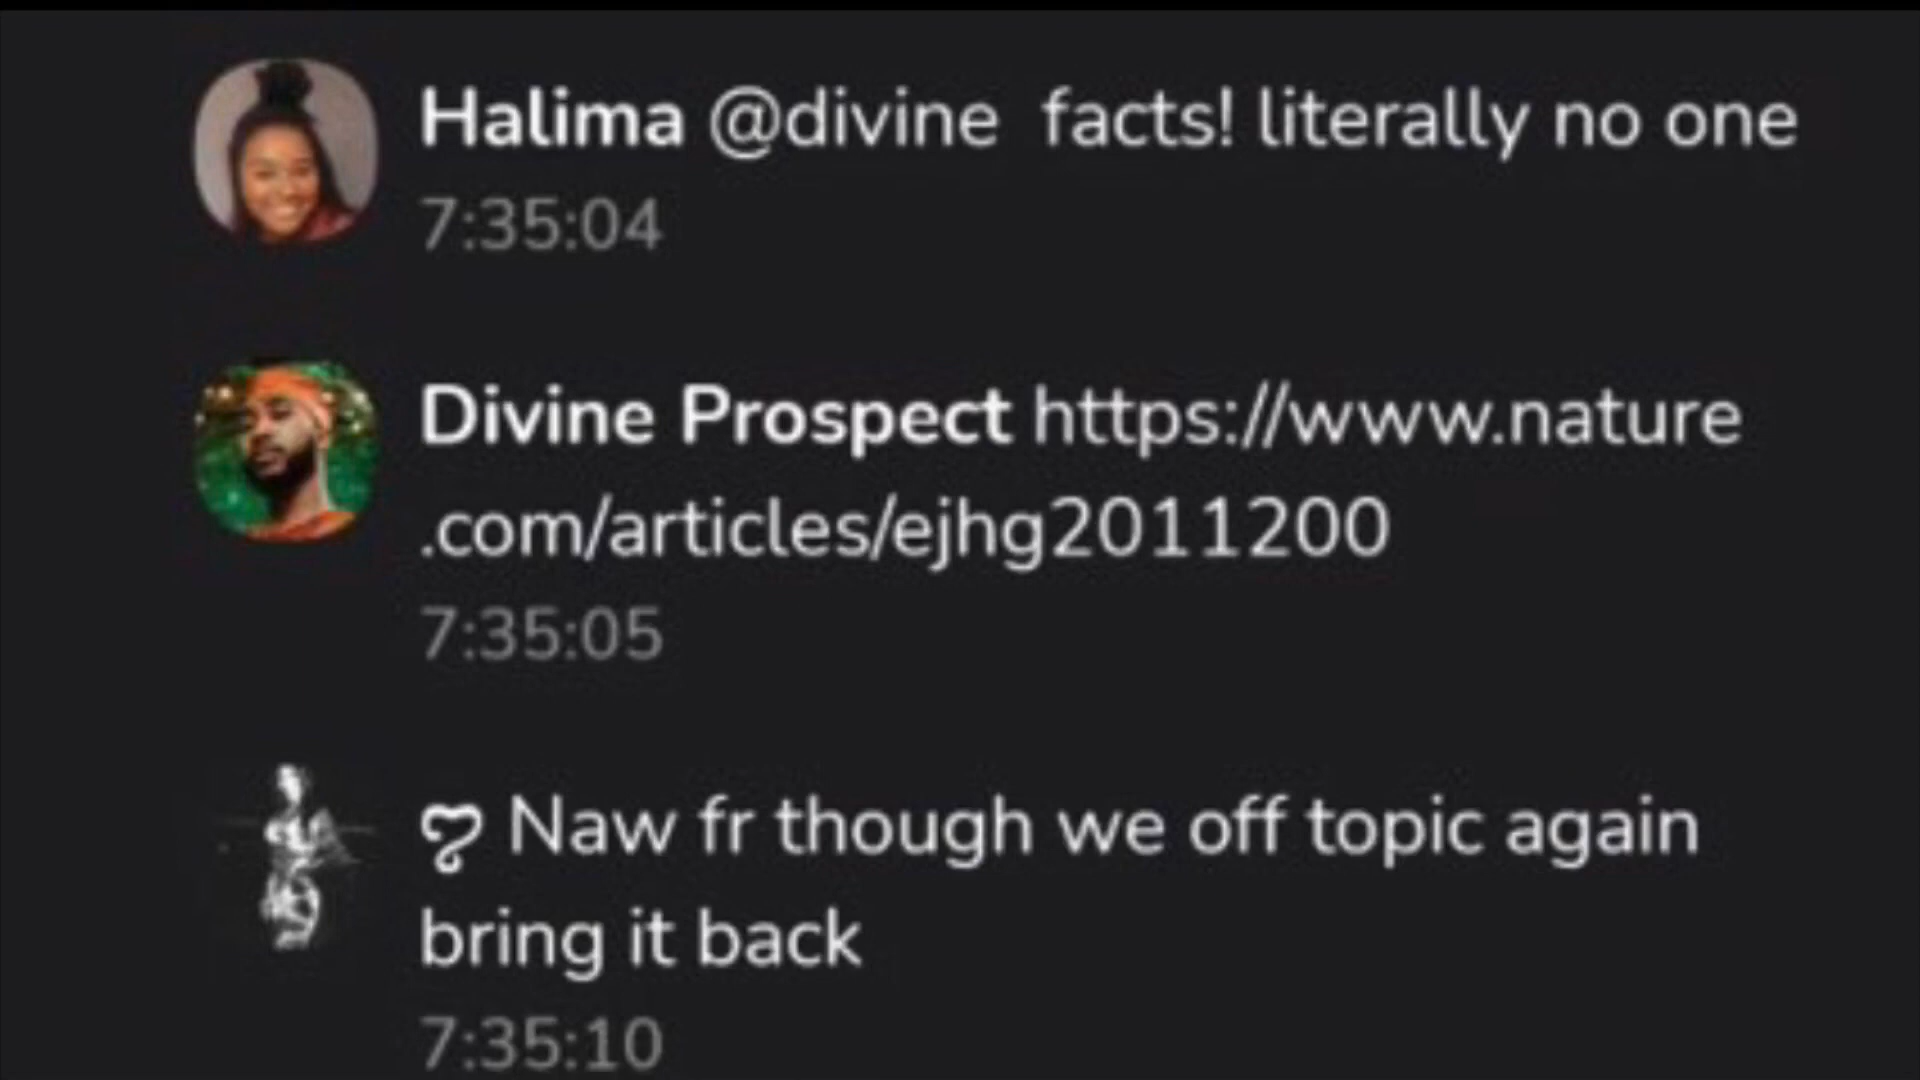 Halima @divine  facts! literally no one
7:35:04
Divine Prospect https://www.nature
.com/articles/ejhg2011200
7:35:05
Naw fr though we off topic again
bring it back
7:35:10